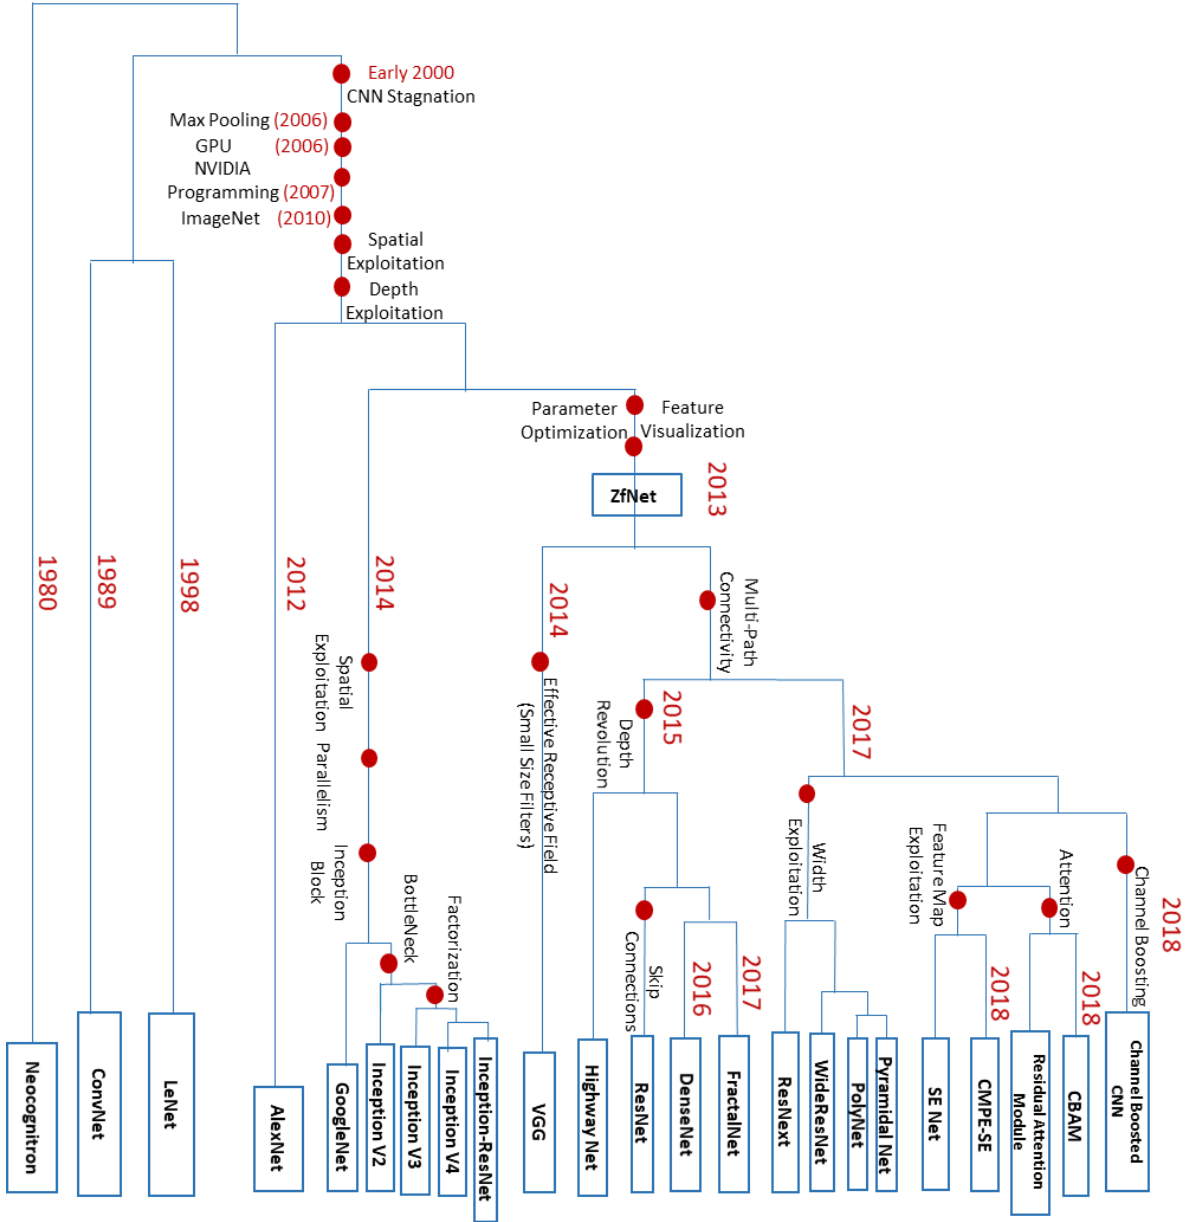 Early 2000
CNN Stagnation
Max Pooling (2006)
GPU (2006)
NVIDIA
Programming (2007)
ImageNet (2010)
Spatial
Exploitation
Depth
Exploitation
Parameter
Optimization
Feature
Visualization
ZfNet
2013
1980
1989
1998
2012
2014
2014
Multi-Path
Connectivity
Spatial
Exploitation
Parallelism
Inception
Block
BottleNeck
Factorization
Effective Receptive Field
(Small Size Filters)
2015
Depth
Revolution
2017
Skip
Connections
2016
2017
Width
Exploitation
Feature Map
Exploitation
Attention
Channel Boosting
2018
2018
2018
Neocognitron
ConvNet
LeNet
AlexNet
GoogleNet
Inception V2
Inception V3
Inception V4
Inception-ResNet
VGG
Highway Net
ResNet
DenseNet
FractalNet
ResNext
WideResNet
PolyNet
Pyramidal Net
SE Net
CMPE-SE
Residual Attention
Module
CBAM
Channel Boosted
CNN